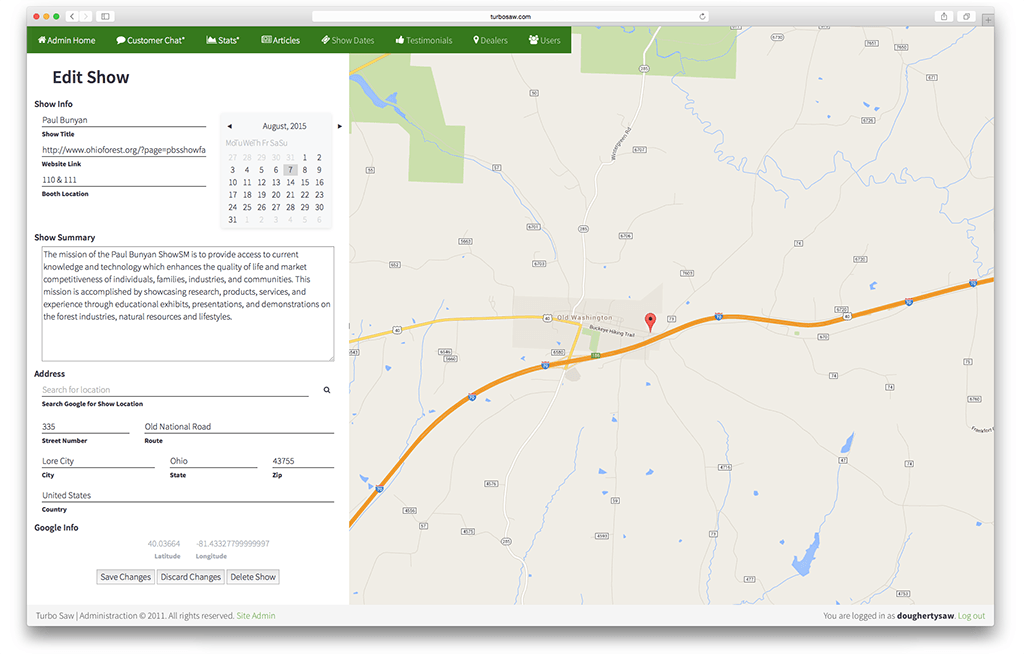 turbosaw.com
Admin Home Customer Chat* Stats* Articles Show Dates Testimonials Dealers Users
Edit Show
Show Info
Paul Bunyan
Show Title
http://www.ohioforest.org/?page=pbsshowfa
Website Link
110 & 111
Booth Location
August, 2015
MoTuWeTh Fr SaSu
27 28 29 30 31 1 2
3 4 5 6 7 8 9
10 11 12 13 14 15 16
17 18 19 20 21 22 23
24 25 26 27 28 29 30
31 1 2 3 4 5 6
Show Summary
The mission of the Paul Bunyan ShowSM is to provide access to current
knowledge and technology which enhances the quality of life and market
competitiveness of individuals, families, industries, and communities. This
mission is accomplished by showcasing research, products, services, and
experience through educational exhibits, presentations, and demonstrations on
the forest industries, natural resources and lifestyles.
Address
Search for location
Search Google for Show Location
335 Old National Road
Street Number Route
Lore City Ohio 43755
City State Zip
United States
Country
Google Info
40.03664 -81.43327799999997
Latitude Longitude
Save Changes Discard Changes Delete Show
Wintergreen Rd
Old Washington
Buckeye Hiking Trail
Turbo Saw | Administraction © 2011. All rights reserved. Site Admin
You are logged in as doughertysaw. Log out